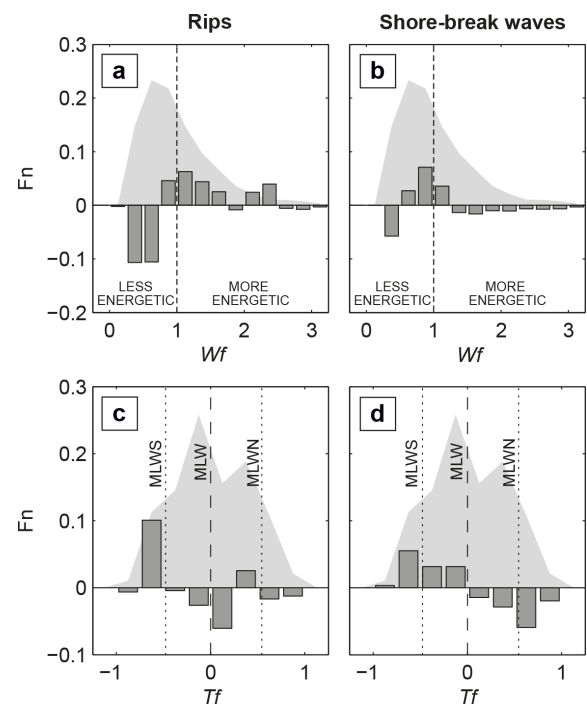 Rips
Shore-break waves
0.3
0.2
0.1
0
−0.1
−0.2
Fn
a
b
LESS
ENERGETIC
MORE
ENERGETIC
LESS
ENERGETIC
MORE
ENERGETIC
0 1 2 3
0 1 2 3
Wf
Wf
0.3
0.2
0.1
0
−0.1
Fn
c
d
MLWS
MLW
MLWN
MLWS
MLW
MLWN
−1 0 1
−1 0 1
Tf
Tf